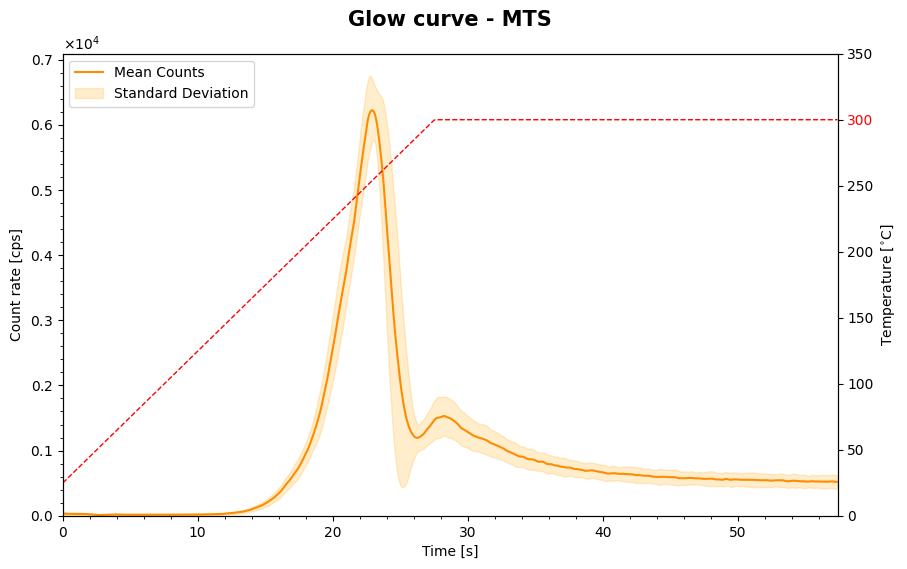 Glow curve - MTS
×10⁴
Mean Counts
Standard Deviation
0.7
0.6
0.5
0.4
0.3
0.2
0.1
0.0
Count rate [cps]
350
300
250
200
150
100
50
0
Temperature [°C]
0 10 20 30 40 50
Time [s]